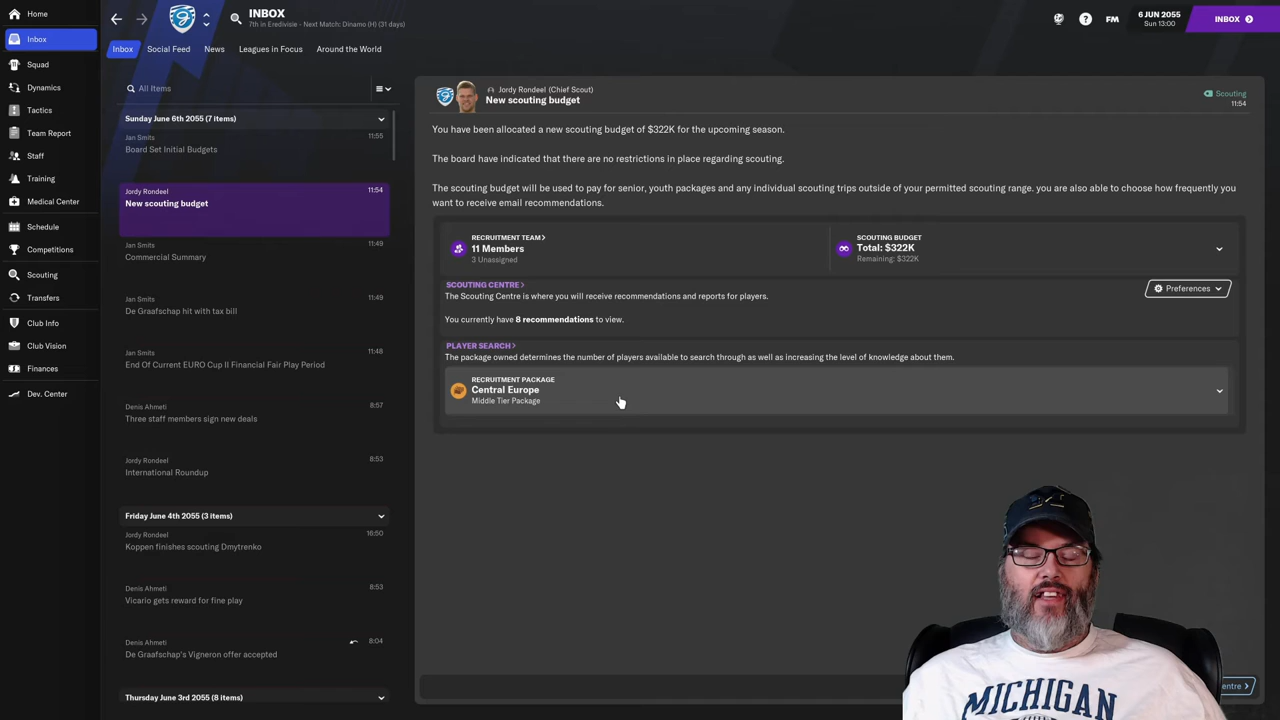 Home
Inbox
Squad
Dynamics
Tactics
Team Report
Staff
Training
Medical Center
Schedule
Competitions
Scouting
Transfers
Club Info
Club Vision
Finances
Dev. Center
INBOX
7th in Eredivisie - Next Match: Dinamo (H) (31 days)
FM
6 JUN 2055
Sun 13:00
INBOX
Inbox
Social Feed
News
Leagues in Focus
Around the World
All Items
Sunday June 6th 2055 (7 items)
Jan Smits
11:55
Board Set Initial Budgets
Jordy Rondeel
11:54
New scouting budget
Jan Smits
11:49
Commercial Summary
Jan Smits
11:49
De Graafschap hit with tax bill
Jan Smits
11:48
End Of Current EURO Cup II Financial Fair Play Period
Denis Ahmeti
8:57
Three staff members sign new deals
Jordy Rondeel
8:53
International Roundup
Friday June 4th 2055 (3 items)
Jordy Rondeel
16:50
Koppen finishes scouting Dmytrenko
Denis Ahmeti
8:53
Vicario gets reward for fine play
Denis Ahmeti
8:04
De Graafschap's Vigneron offer accepted
Thursday June 3rd 2055 (8 items)
Jordy Rondeel (Chief Scout)
New scouting budget
Scouting
11:54
You have been allocated a new scouting budget of $322K for the upcoming season.
The board have indicated that there are no restrictions in place regarding scouting.
The scouting budget will be used to pay for senior, youth packages and any individual scouting trips outside of your permitted scouting range. you are also able to choose how frequently you
want to receive email recommendations.
RECRUITMENT TEAM
11 Members
3 Unassigned
SCOUTING BUDGET
Total: $322K
Remaining: $322K
SCOUTING CENTRE
The Scouting Centre is where you will receive recommendations and reports for players.
Preferences
You currently have 8 recommendations to view.
PLAYER SEARCH
The package owned determines the number of players available to search through as well as increasing the level of knowledge about them.
RECRUITMENT PACKAGE
Central Europe
Middle Tier Package
entre
MICHIGAN